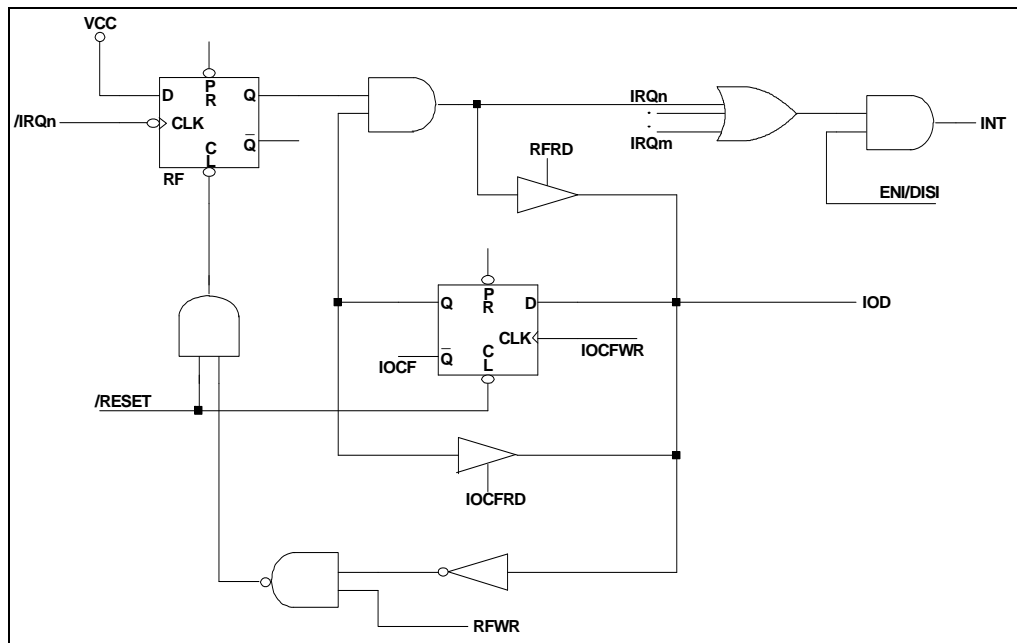 VCC
P
R
D
Q
/IRQn
CLK
Q
C
L
RF
IRQn
.
.
IRQm
INT
RFRD
ENI/DISI
P
R
Q
D
IOD
CLK
IOCFWR
IOCF
Q
C
L
/RESET
IOCFRD
RFWR